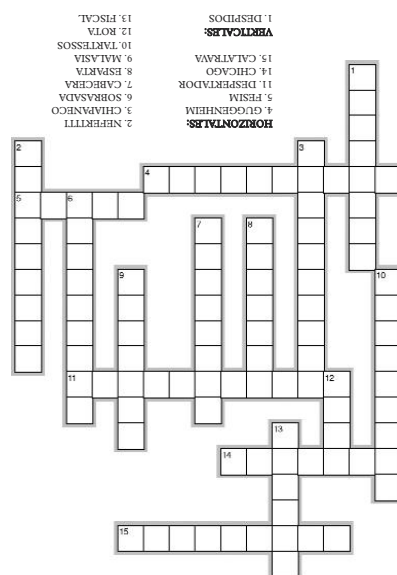 HORIZONTALES:
4. GUGGENHEIM
5. FESIM
11. DESPERTADOR
14. CHICAGO
15. CALATRAVA
VERTICALES:
1. DESPIDOS
2. NEFERTITI
3. CHIAPANECO
6. SOBRASADA
7. CABECERA
8. ESPARTA
9. MALASIA
10. TARTESSOS
12. ROTA
13. FISCAL
1
2
3
4
5
6
7
8
9
10
11
12
13
14
15